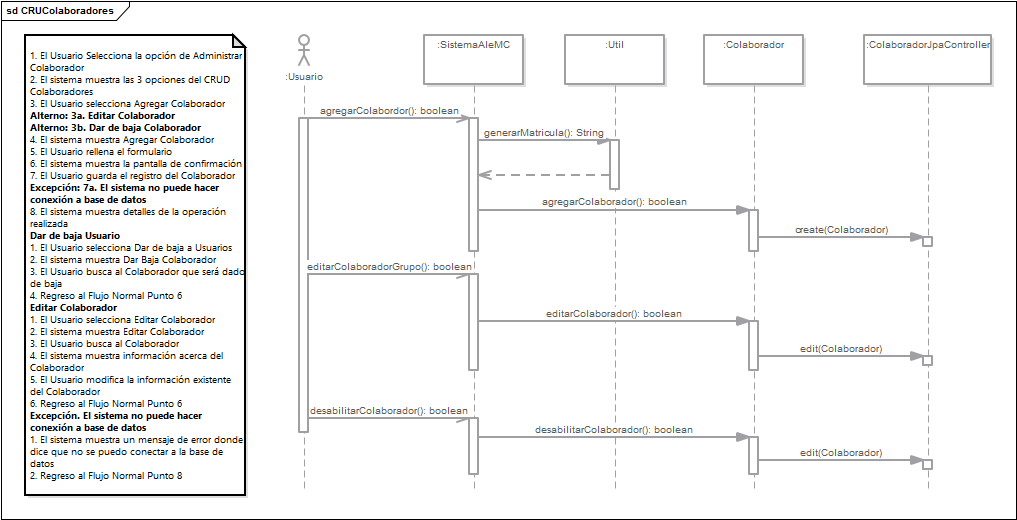 sd CRUColaboradores
1. El Usuario Selecciona la opción de Administrar
Colaborador
2. El sistema muestra las 3 opciones del CRUD
Colaboradores
3. El Usuario selecciona Agregar Colaborador
Alterno: 3a. Editar Colaborador
Alterno: 3b. Dar de baja Colaborador
4. El sistema muestra Agregar Colaborador
5. El Usuario rellena el formulario
6. El sistema muestra la pantalla de confirmación
7. El Usuario guarda el registro del Colaborador
Excepción: 7a. El sistema no puede hacer
conexión a base de datos
8. El sistema muestra detalles de la operación
realizada
Dar de baja Usuario
1. El Usuario selecciona Dar de baja a Usuarios
2. El sistema muestra Dar Baja Colaborador
3. El Usuario busca al Colaborador que será dado
de baja
4. Regreso al Flujo Normal Punto 6
Editar Colaborador
1. El Usuario selecciona Editar Colaborador
2. El sistema muestra Editar Colaborador
3. El Usuario busca al Colaborador
4. El sistema muestra información acerca del
Colaborador
5. El Usuario modifica la información existente
del Colaborador
6. Regreso al Flujo Normal Punto 6
Excepción. El sistema no puede hacer
conexión a base de datos
1. El sistema muestra un mensaje de error donde
dice que no se puedo conectar a la base de
datos
2. Regreso al Flujo Normal Punto 8
:Usuario
:SistemaAleMC
:Util
:Colaborador
:ColaboradorJpaController
agregarColabordor(): boolean
generarMatricula(): String
agregarColaborador(): boolean
create(Colaborador)
editarColaboradorGrupo(): boolean
editarColaborador(): boolean
edit(Colaborador)
desabilitarColaborador(): boolean
desabilitarColaborador(): boolean
edit(Colaborador)